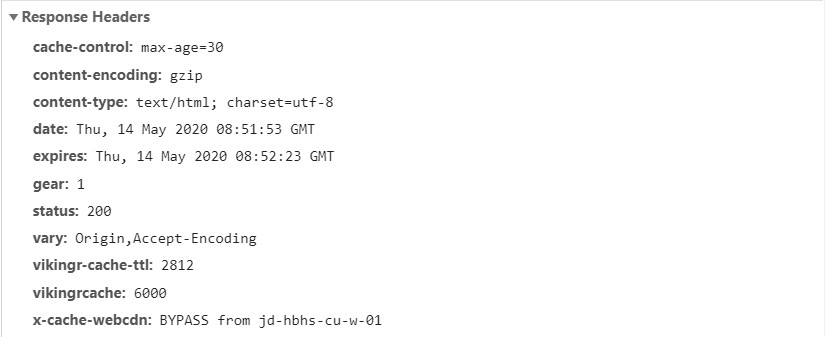 Response Headers
cache-control: max-age=30
content-encoding: gzip
content-type: text/html; charset=utf-8
date: Thu, 14 May 2020 08:51:53 GMT
expires: Thu, 14 May 2020 08:52:23 GMT
gear: 1
status: 200
vary: Origin,Accept-Encoding
vikingr-cache-ttl: 2812
vikingrcache: 6000
x-cache-webcdn: BYPASS from jd-hbhs-cu-w-01